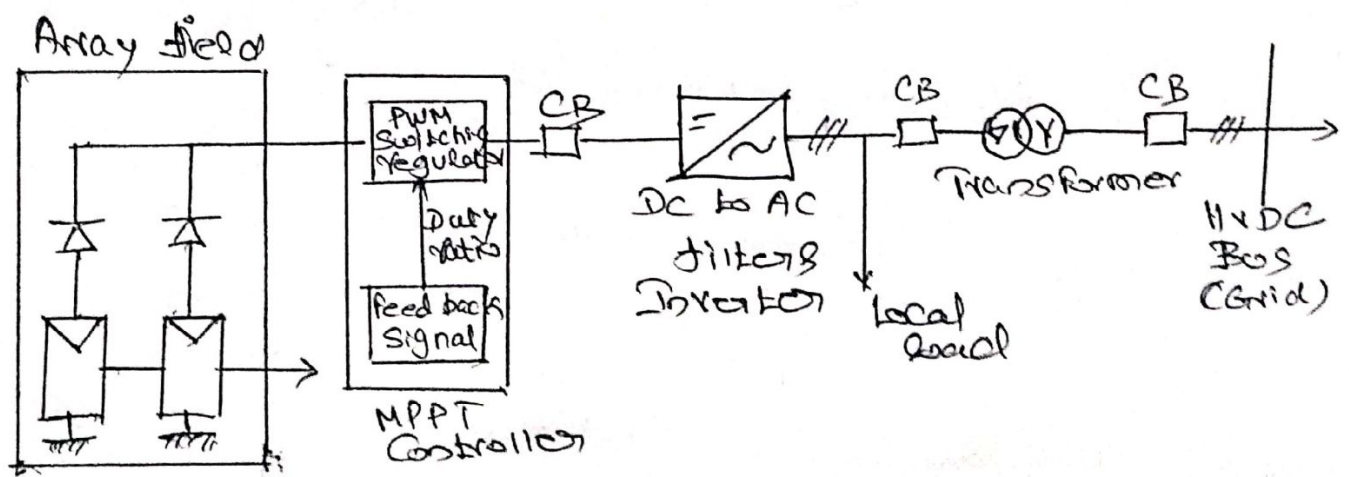 Array field
PWM
Switching
regulator
Duty
ratio
Feed back
Signal
MPPT
Controller
CB
DC to AC
filters
Inverter
Local
load
CB
Transformer
Y
CB
HVDC
Bus
(Grid)